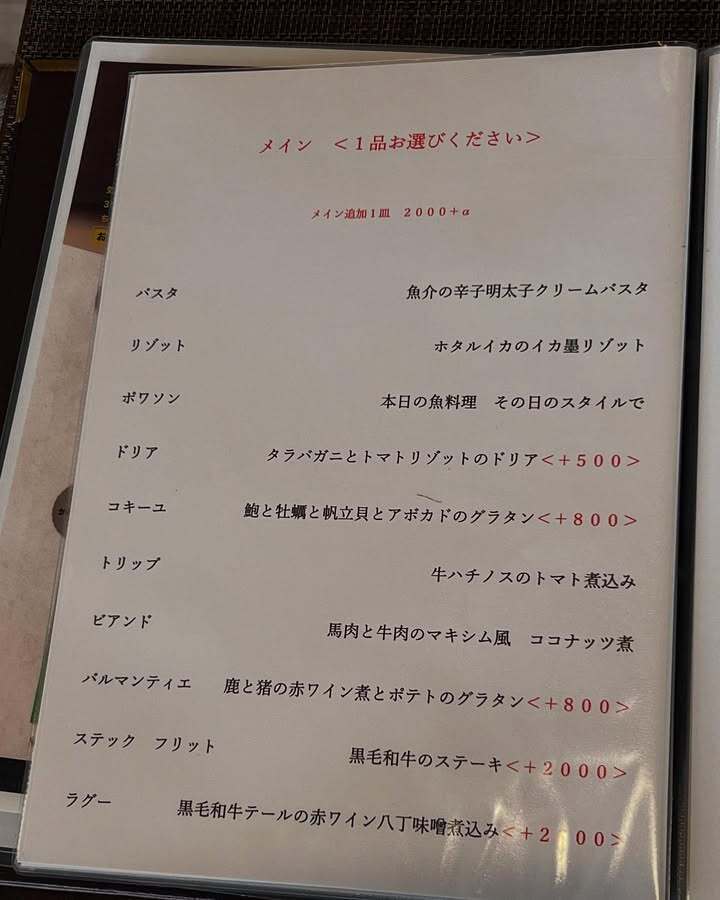 メイン　＜１品お選びください＞
メイン追加１皿　２０００＋α
パスタ　魚介の辛子明太子クリームパスタ
リゾット　ホタルイカのイカ墨リゾット
ポワソン　本日の魚料理　その日のスタイルで
ドリア　タラバガニとトマトリゾットのドリア＜＋５００＞
コキーユ　鮑と牡蠣と帆立貝とアボカドのグラタン＜＋８００＞
トリップ　牛ハチノスのトマト煮込み
ビアンド　馬肉と牛肉のマキシム風　ココナッツ煮
パルマンティエ　鹿と猪の赤ワイン煮とポテトのグラタン＜＋８００＞
ステック　フリット　黒毛和牛のステーキ＜＋２０００＞
ラグー　黒毛和牛テールの赤ワイン八丁味噌煮込み